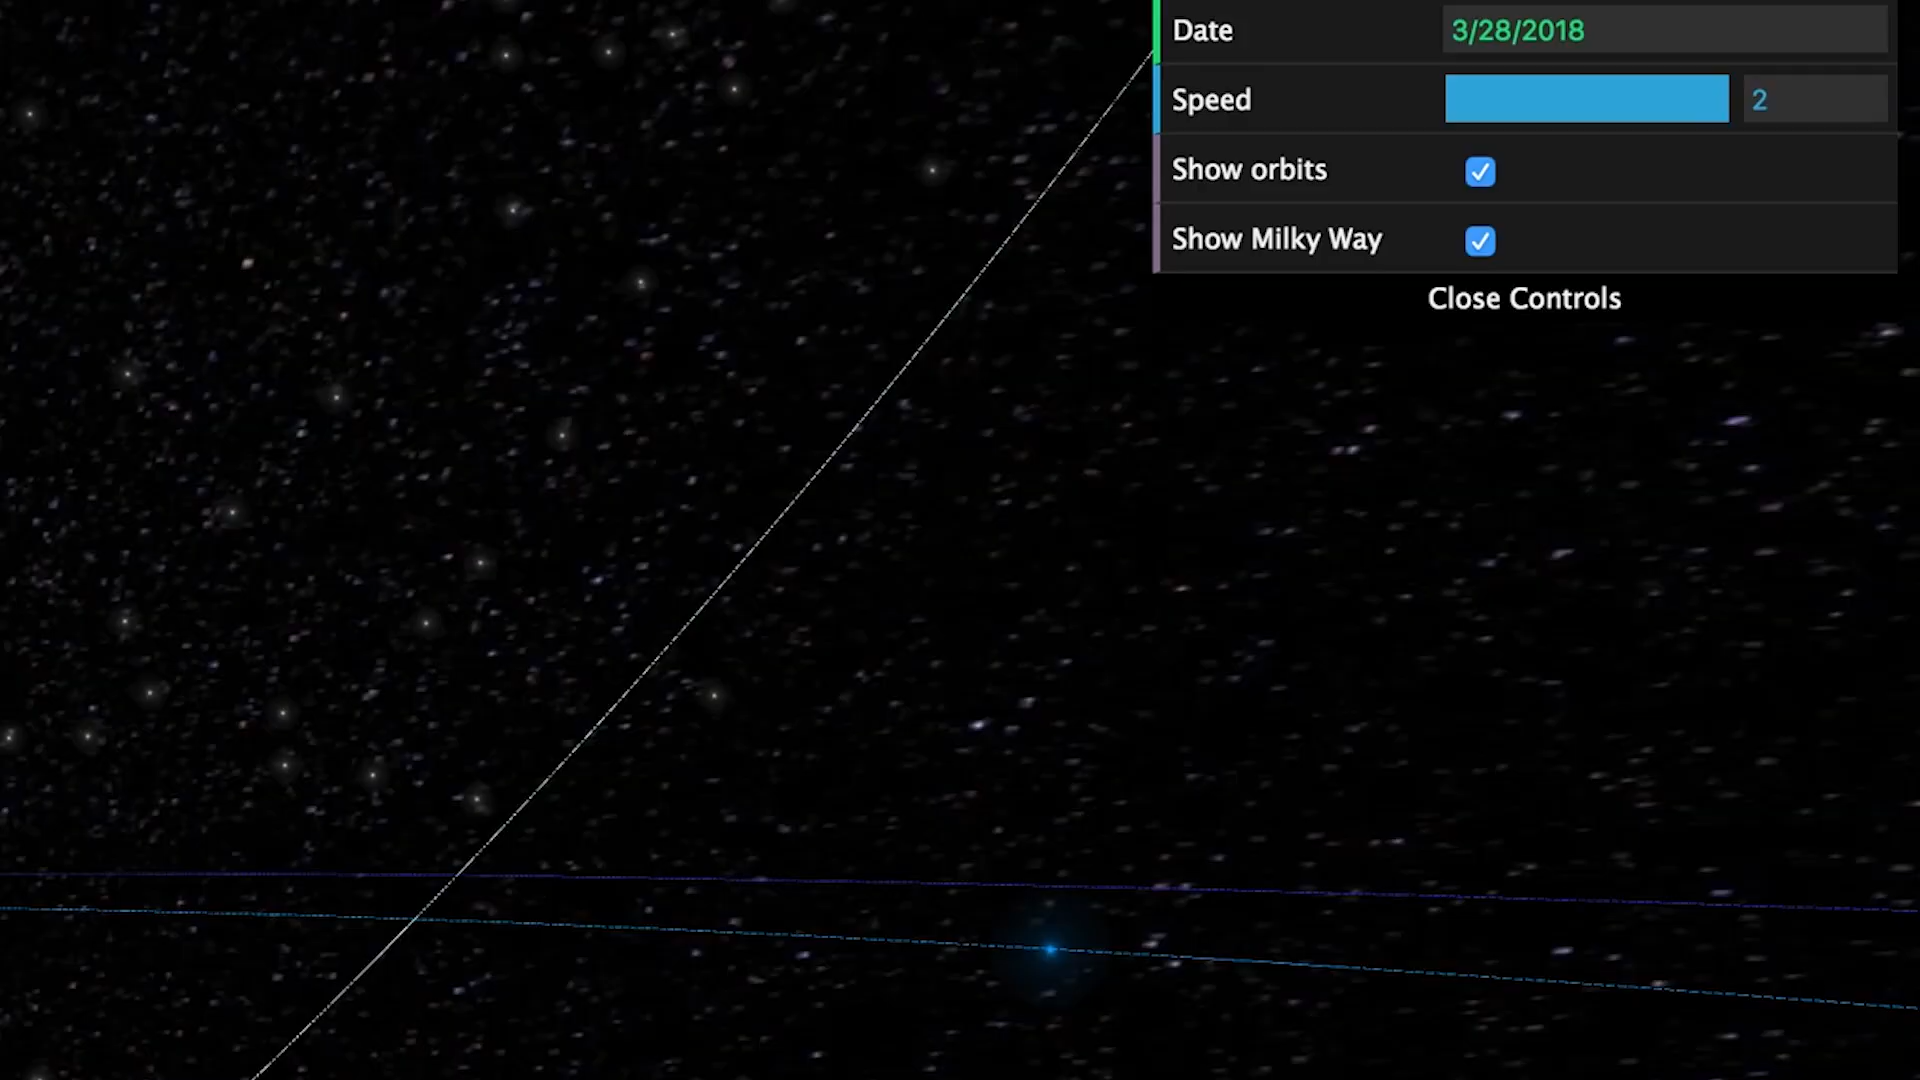 Date 3/28/2018
Speed 2
Show orbits
Show Milky Way
Close Controls